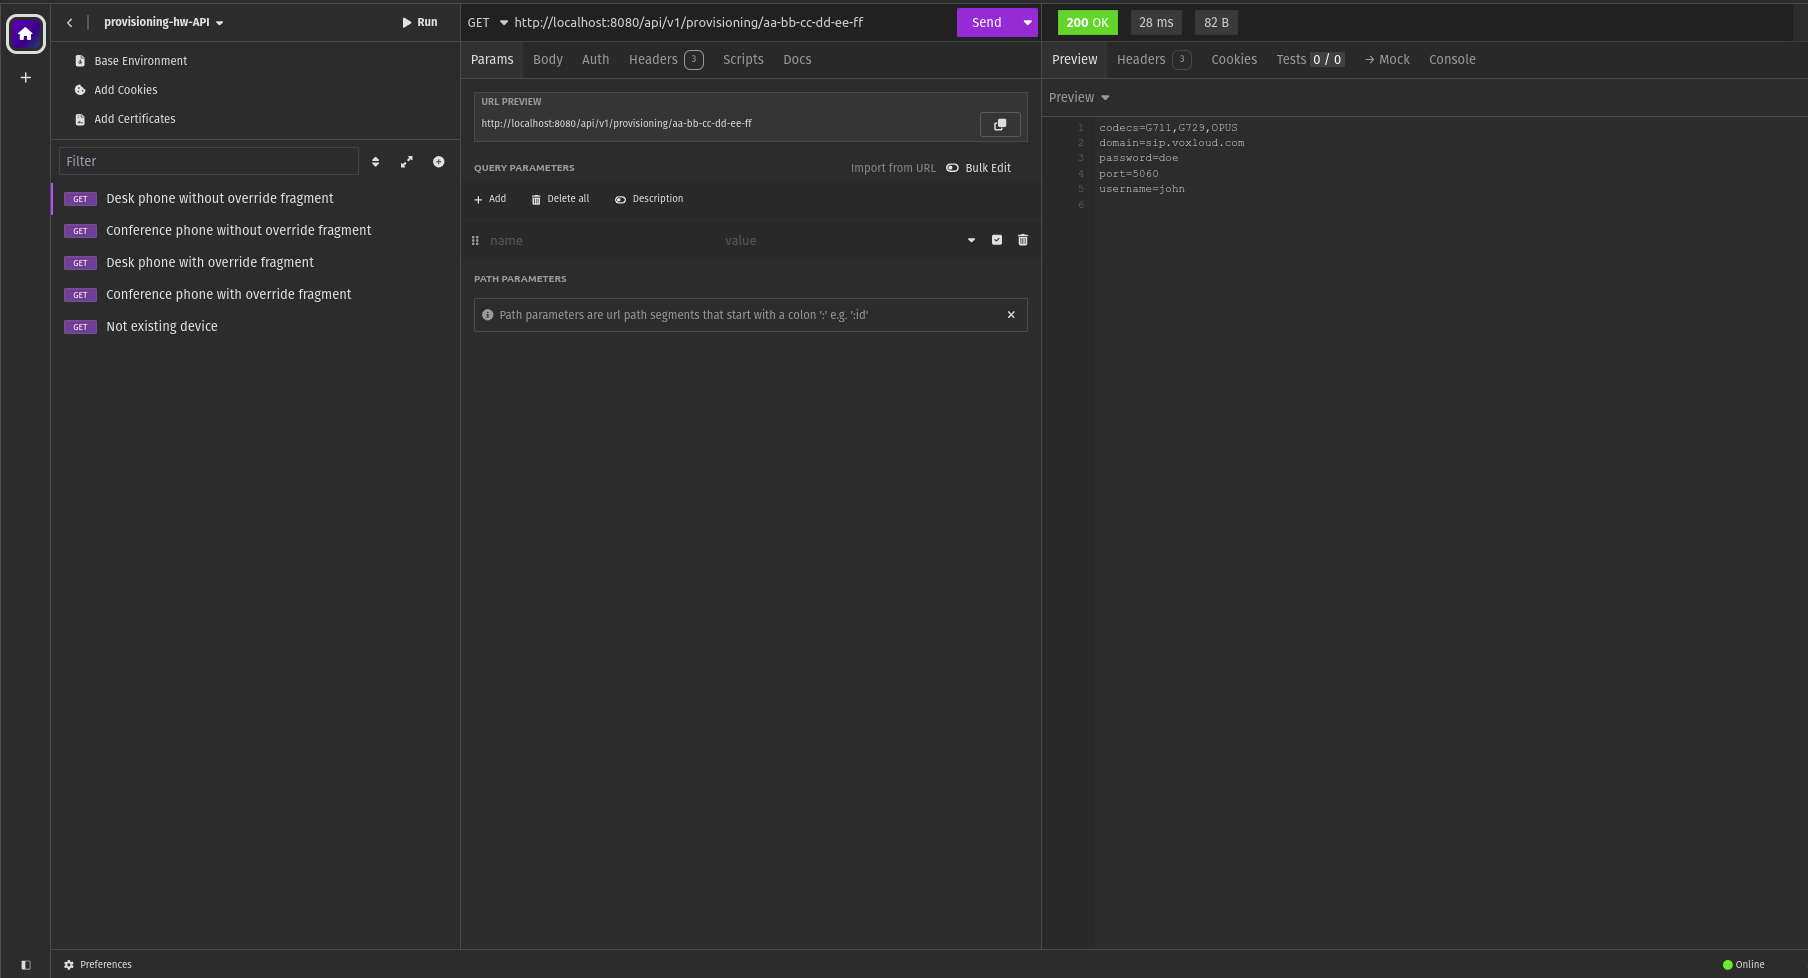 provisioning-hw-API
Run
Base Environment
Add Cookies
Add Certificates
Filter
GET Desk phone without override fragment
GET Conference phone without override fragment
GET Desk phone with override fragment
GET Conference phone with override fragment
GET Not existing device
Preferences
GET http://localhost:8080/api/v1/provisioning/aa-bb-cc-dd-ee-ff Send
Params Body Auth Headers 3 Scripts Docs
URL PREVIEW
http://localhost:8080/api/v1/provisioning/aa-bb-cc-dd-ee-ff
QUERY PARAMETERS Import from URL Bulk Edit
+ Add Delete all Description
name value
PATH PARAMETERS
Path parameters are url path segments that start with a colon ':' e.g. ':id'
200 OK 28 ms 82 B
Preview Headers 3 Cookies Tests 0 / 0 → Mock Console
Preview
1 codecs=G711,G729,OPUS
2 domain=sip.voxloud.com
3 password=doe
4 port=5060
5 username=john
6
Online